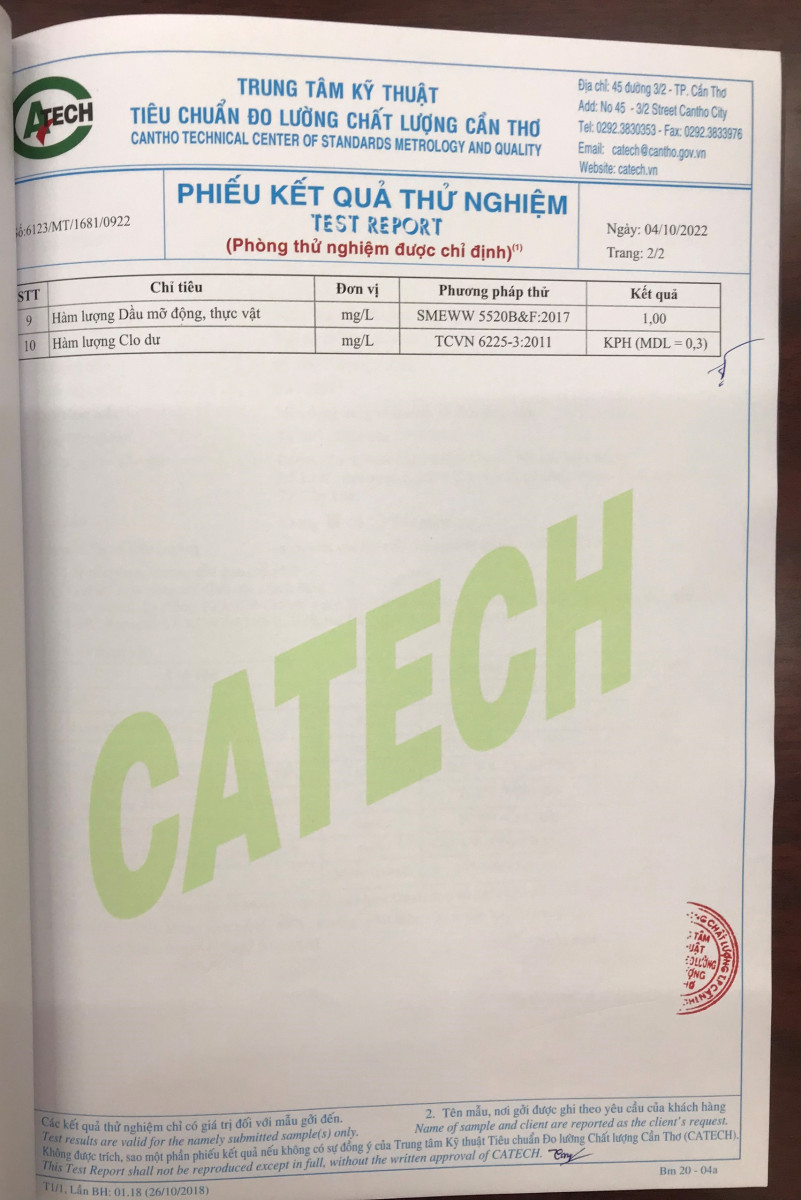 CATECH
TRUNG TÂM KỸ THUẬT
TIÊU CHUẨN ĐO LƯỜNG CHẤT LƯỢNG CẦN THƠ
CANTHO TECHNICAL CENTER OF STANDARDS METROLOGY AND QUALITY
Địa chỉ: 45 đường 3/2 - TP. Cần Thơ
Add: No 45 - 3/2 Street Cantho City
Tel: 0292.3830353 - Fax: 0292.3833976
Email: catech@cantho.gov.vn
Website: catech.vn
Số:6123/MT/1681/0922
PHIẾU KẾT QUẢ THỬ NGHIỆM
TEST REPORT
(Phòng thử nghiệm được chỉ định)(1)
Ngày: 04/10/2022
Trang: 2/2
STT Chỉ tiêu Đơn vị Phương pháp thử Kết quả
9 Hàm lượng Dầu mỡ động, thực vật mg/L SMEWW 5520B&F:2017 1,00
10 Hàm lượng Clo dư mg/L TCVN 6225-3:2011 KPH (MDL = 0,3)
CATECH
NG CHẤT LƯỢNG T.P CẦN TH
TÂM
UẬT
LƯỜNG
ỢNG
Các kết quả thử nghiệm chỉ có giá trị đối với mẫu gởi đến.
Test results are valid for the namely submitted sample(s) only.
2. Tên mẫu, nơi gởi được ghi theo yêu cầu của khách hàng
Name of sample and client are reported as the client's request.
Không được trích, sao một phần phiếu kết quả nếu không có sự đồng ý của Trung tâm Kỹ thuật Tiêu chuẩn Đo lường Chất lượng Cần Thơ (CATECH).
This Test Report shall not be reproduced except in full, without the written approval of CATECH.
T1/1, Lần BH: 01.18 (26/10/2018)
Bm 20 - 04a